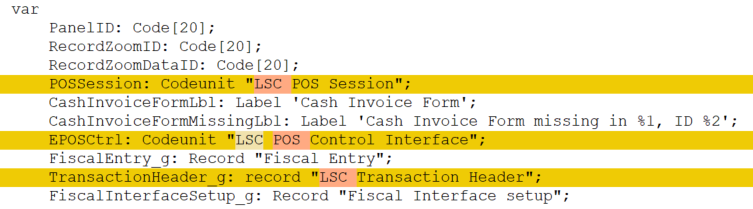 var
PanelID: Code[20];
RecordZoomID: Code[20];
RecordZoomDataID: Code[20];
POSSession: Codeunit "LSC POS Session";
CashInvoiceFormLbl: Label 'Cash Invoice Form';
CashInvoiceFormMissingLbl: Label 'Cash Invoice Form missing in %1, ID %2';
EPOSCtrl: Codeunit "LSC POS Control Interface";
FiscalEntry_g: Record "Fiscal Entry";
TransactionHeader_g: record "LSC Transaction Header";
FiscalInterfaceSetup_g: Record "Fiscal Interface setup";